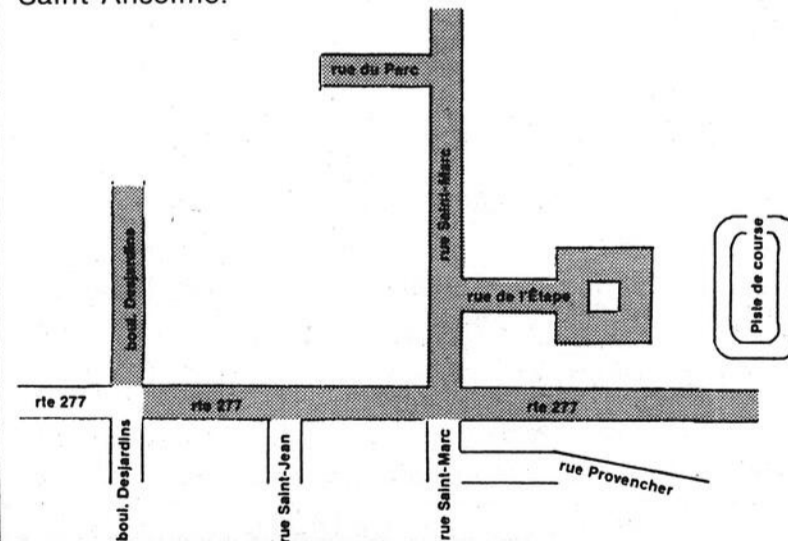 Saint-Anselme.
rue du Parc
rue Saint-Marc
boul. Desjardins
rue de l'Étape
Piste de course
rte 277
rte 277
rte 277
boul. Desjardins
rue Saint-Jean
rue Saint-Marc
rue Provencher